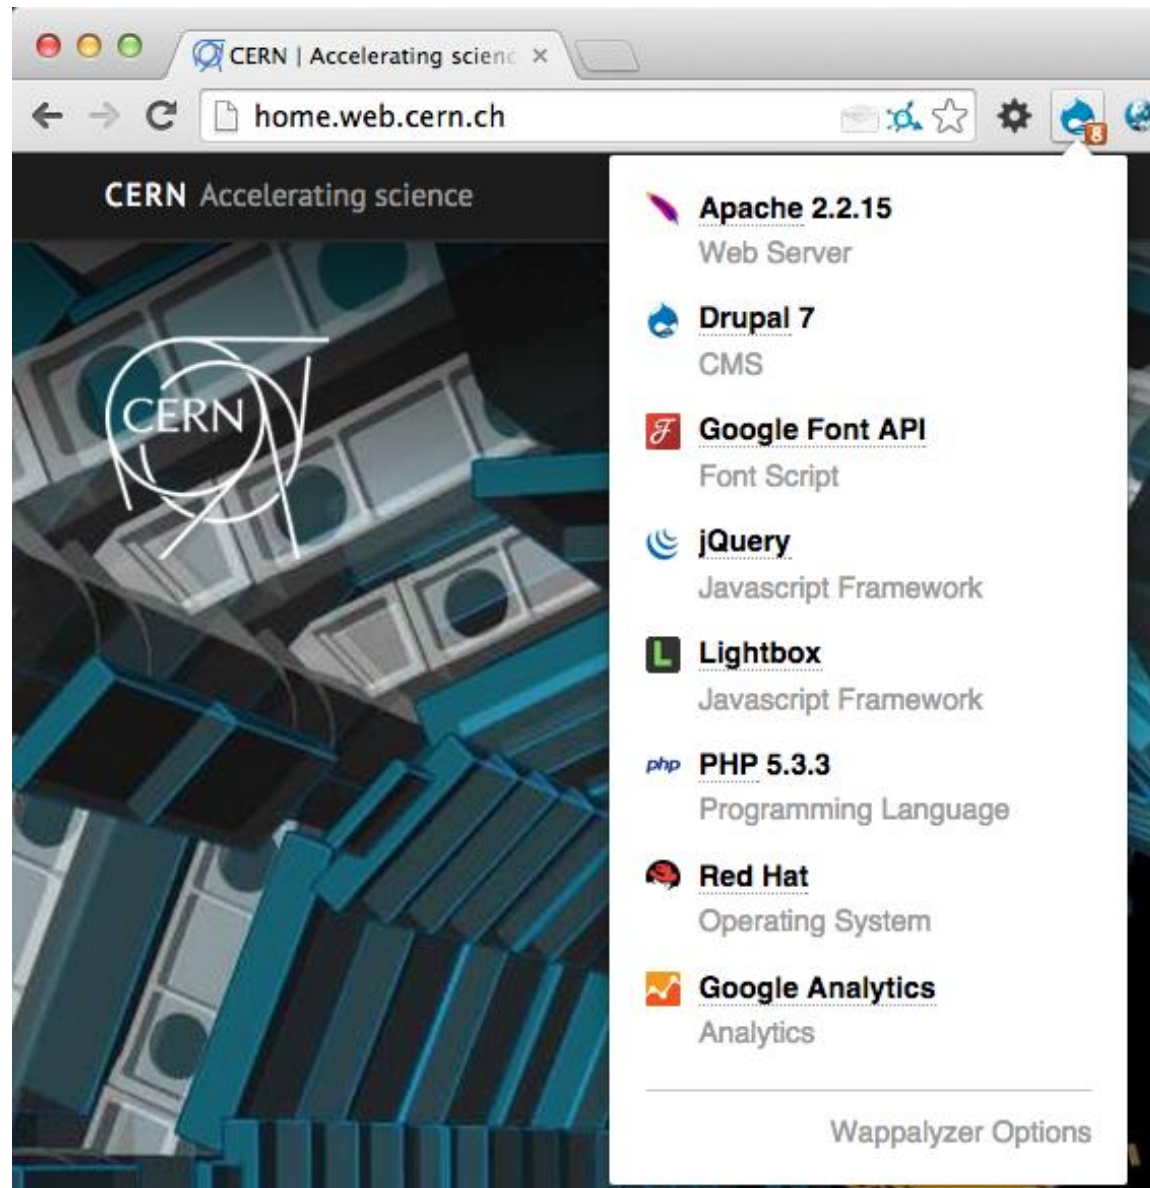 CERN | Accelerating scienc
home.web.cern.ch
8
CERN Accelerating science
CERN
Apache 2.2.15
Web Server
Drupal 7
CMS
Google Font API
Font Script
jQuery
Javascript Framework
L
Lightbox
Javascript Framework
php PHP 5.3.3
Programming Language
Red Hat
Operating System
Google Analytics
Analytics
Wappalyzer Options